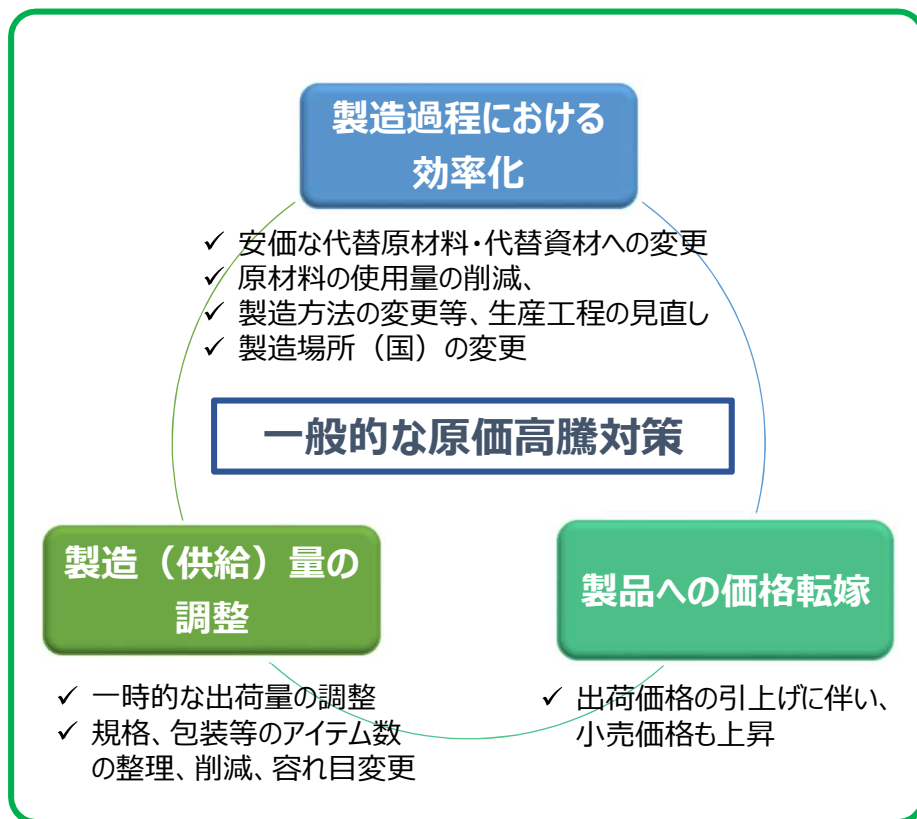 製造過程における
効率化
✓ 安価な代替原材料・代替資材への変更
✓ 原材料の使用量の削減、
✓ 製造方法の変更等、生産工程の見直し
✓ 製造場所（国）の変更
一般的な原価高騰対策
製造（供給）量の
調整
✓ 一時的な出荷量の調整
✓ 規格、包装等のアイテム数
の整理、削減、容れ目変更
製品への価格転嫁
✓ 出荷価格の引上げに伴い、
小売価格も上昇